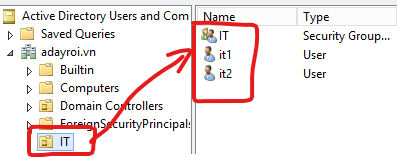 Active Directory Users and Com
Saved Queries
adayroi.vn
Builtin
Computers
Domain Controllers
ForeignSecurityPrincipals
IT
Name Type
IT Security Group...
it1 User
it2 User